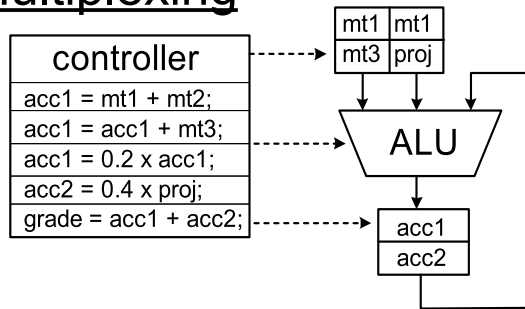 controller
acc1 = mt1 + mt2;
acc1 = acc1 + mt3;
acc1 = 0.2 x acc1;
acc2 = 0.4 x proj;
grade = acc1 + acc2;
mt1 mt1
mt3 proj
ALU
acc1
acc2